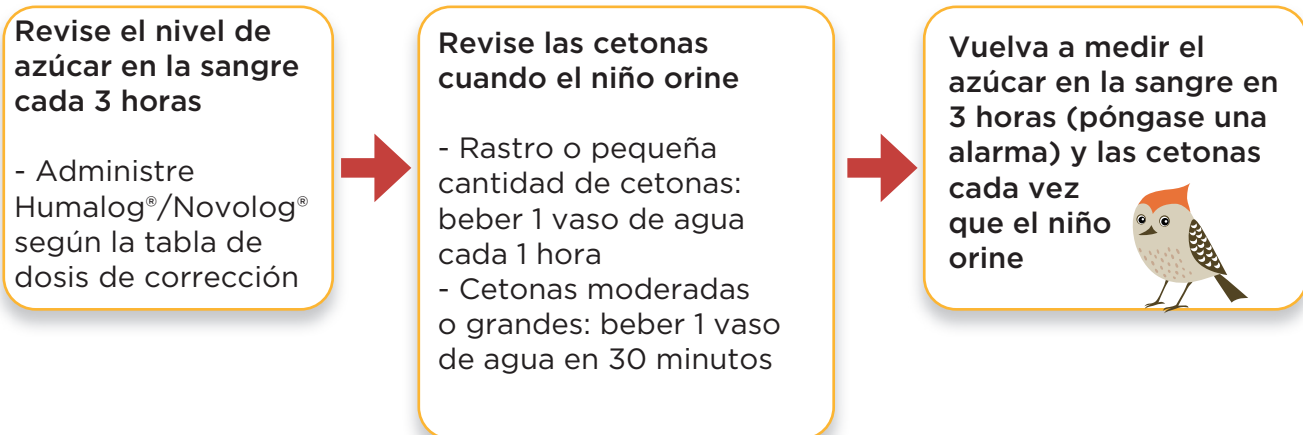 Revise el nivel de
azúcar en la sangre
cada 3 horas
- Administre
Humalog®/Novolog®
según la tabla de
dosis de corrección
Revise las cetonas
cuando el niño orine
- Rastro o pequeña
cantidad de cetonas:
beber 1 vaso de agua
cada 1 hora
- Cetonas moderadas
o grandes: beber 1 vaso
de agua en 30 minutos
Vuelva a medir el
azúcar en la sangre en
3 horas (póngase una
alarma) y las cetonas
cada vez
que el niño
orine